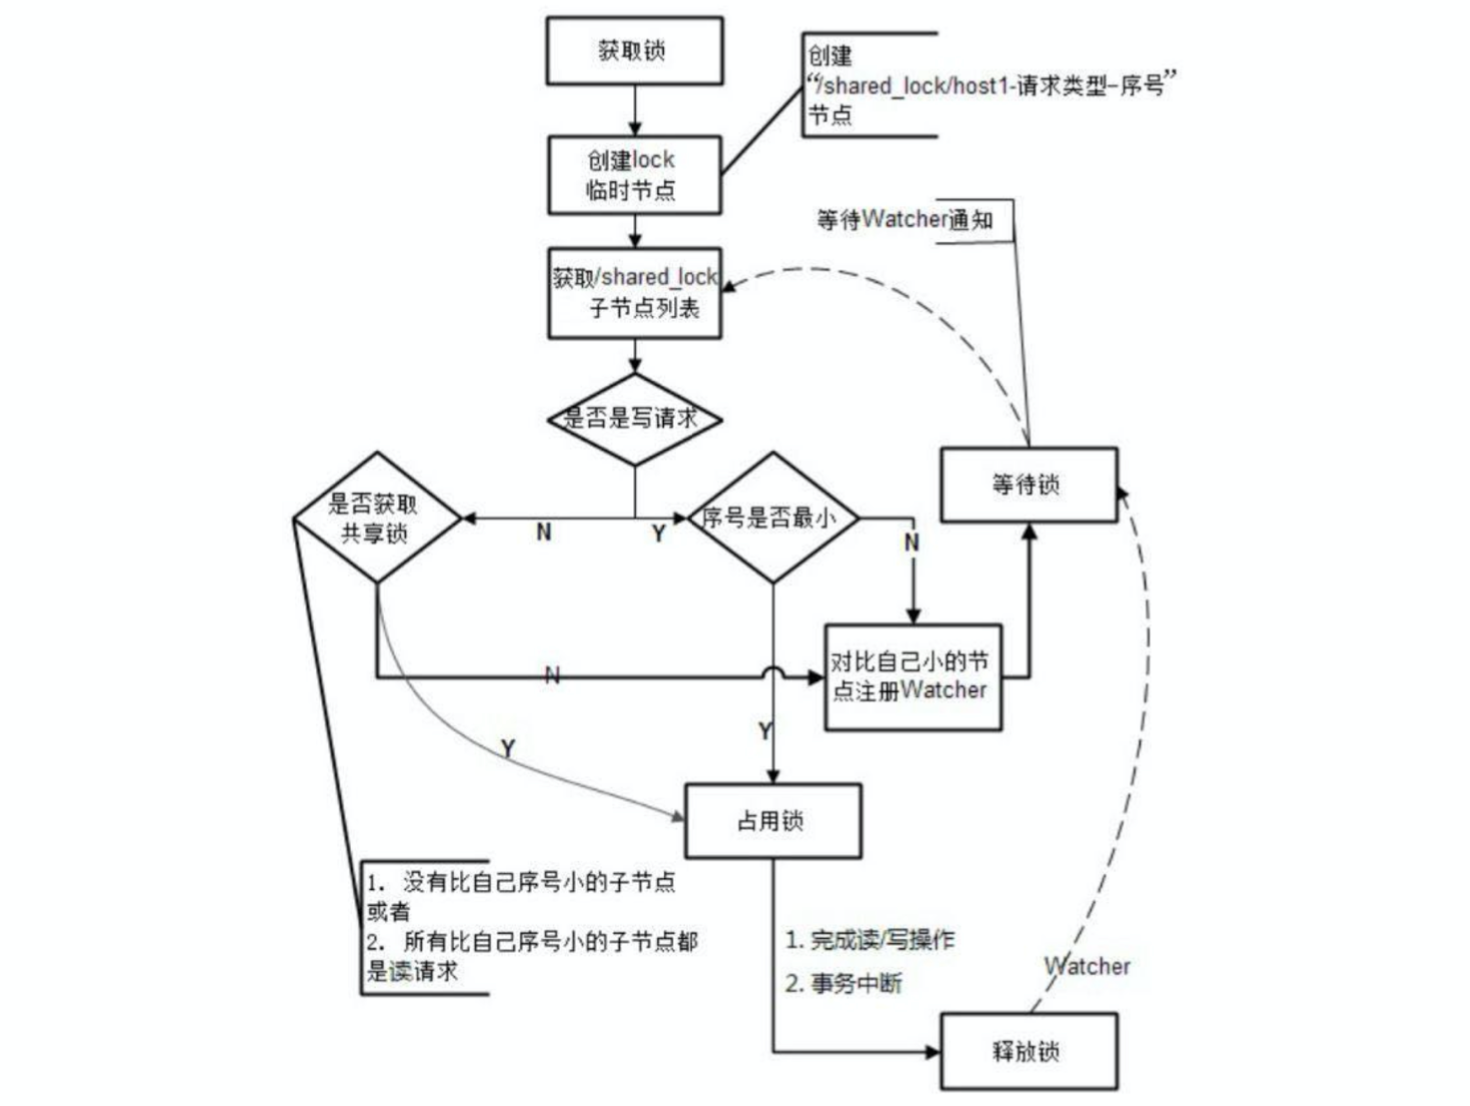 获取锁
创建
“/shared_lock/host1-请求类型-序号”
节点
创建lock
临时节点
等待Watcher通知
获取/shared_lock
子节点列表
是否是写请求
是否获取
共享锁
N
Y
序号是否最小
N
等待锁
对比自己小的节
点注册Watcher
N
Y
Y
占用锁
1. 没有比自己序号小的子节点
或者
2. 所有比自己序号小的子节点都
是读请求
1. 完成读/写操作
2. 事务中断
Watcher
释放锁